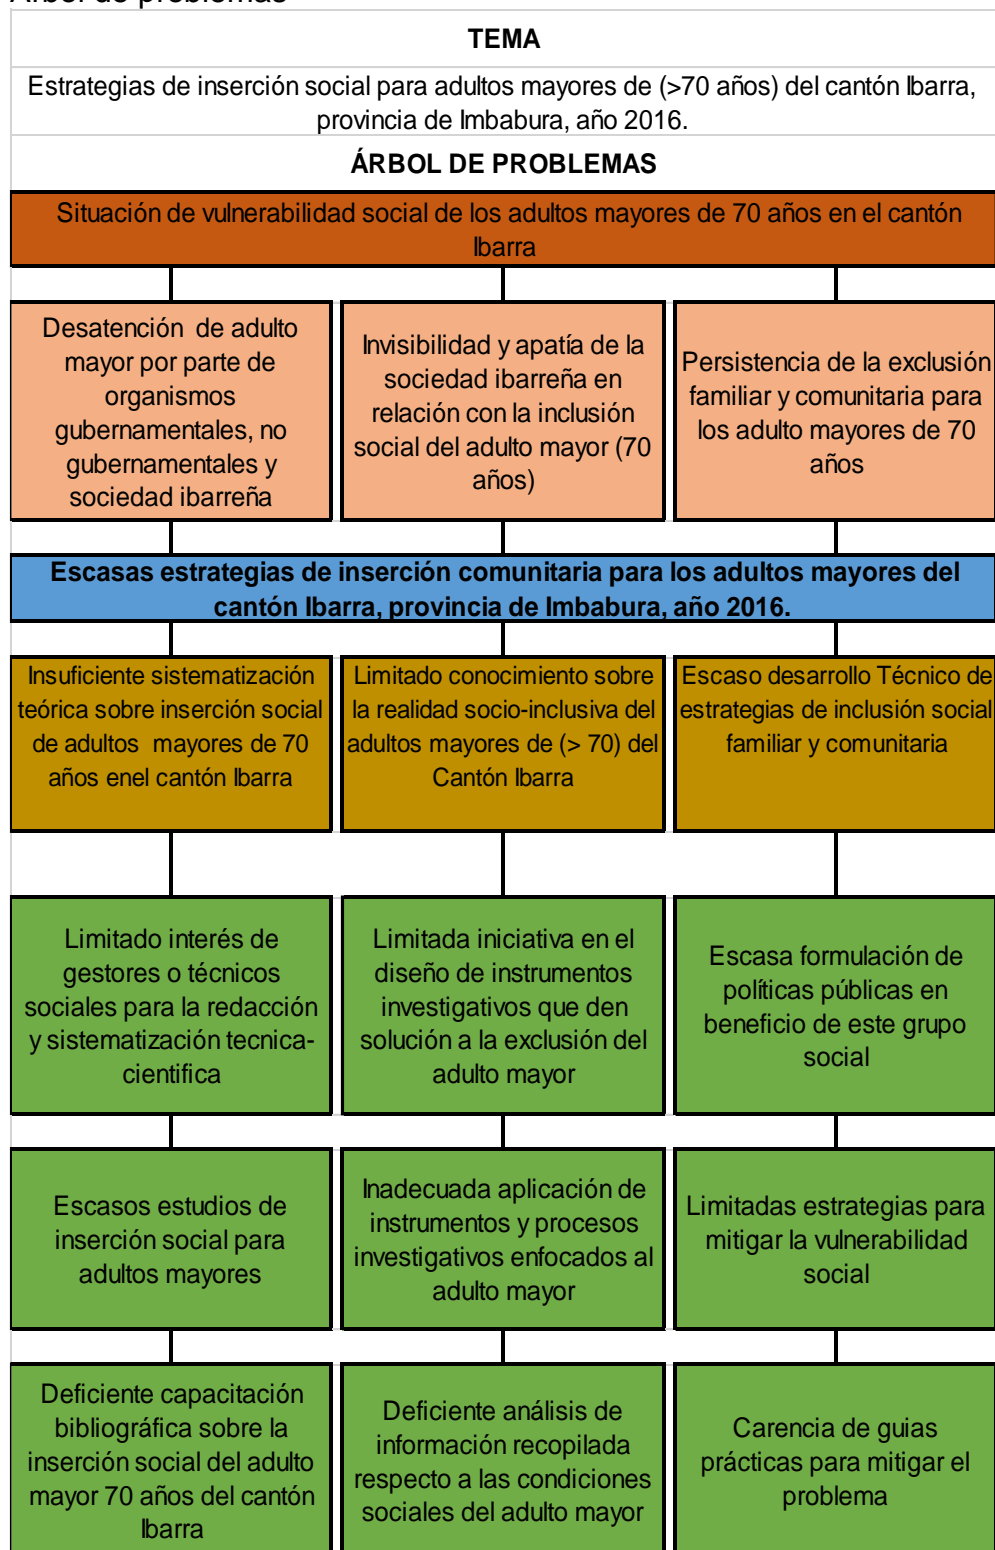 Árbol de problemas
TEMA
Estrategias de inserción social para adultos mayores de (>70 años) del cantón Ibarra,
provincia de Imbabura, año 2016.
ÁRBOL DE PROBLEMAS
Situación de vulnerabilidad social de los adultos mayores de 70 años en el cantón
Ibarra
Desatención de adulto
mayor por parte de
organismos
gubernamentales, no
gubernamentales y
sociedad ibarreña
Invisibilidad y apatía de la
sociedad ibarreña en
relación con la inclusión
social del adulto mayor (70
años)
Persistencia de la exclusión
familiar y comunitaria para
los adulto mayores de 70
años
Escasas estrategias de inserción comunitaria para los adultos mayores del
cantón Ibarra, provincia de Imbabura, año 2016.
Insuficiente sistematización
teórica sobre inserción social
de adultos mayores de 70
años enel cantón Ibarra
Limitado conocimiento sobre
la realidad socio-inclusiva del
adultos mayores de (> 70) del
Cantón Ibarra
Escaso desarrollo Técnico de
estrategias de inclusión social
familiar y comunitaria
Limitado interés de
gestores o técnicos
sociales para la redacción
y sistematización tecnica-
cientifica
Limitada iniciativa en el
diseño de instrumentos
investigativos que den
solución a la exclusión del
adulto mayor
Escasa formulación de
políticas públicas en
beneficio de este grupo
social
Escasos estudios de
inserción social para
adultos mayores
Inadecuada aplicación de
instrumentos y procesos
investigativos enfocados al
adulto mayor
Limitadas estrategias para
mitigar la vulnerabilidad
social
Deficiente capacitación
bibliográfica sobre la
inserción social del adulto
mayor 70 años del cantón
Ibarra
Deficiente análisis de
información recopilada
respecto a las condiciones
sociales del adulto mayor
Carencia de guias
prácticas para mitigar el
problema